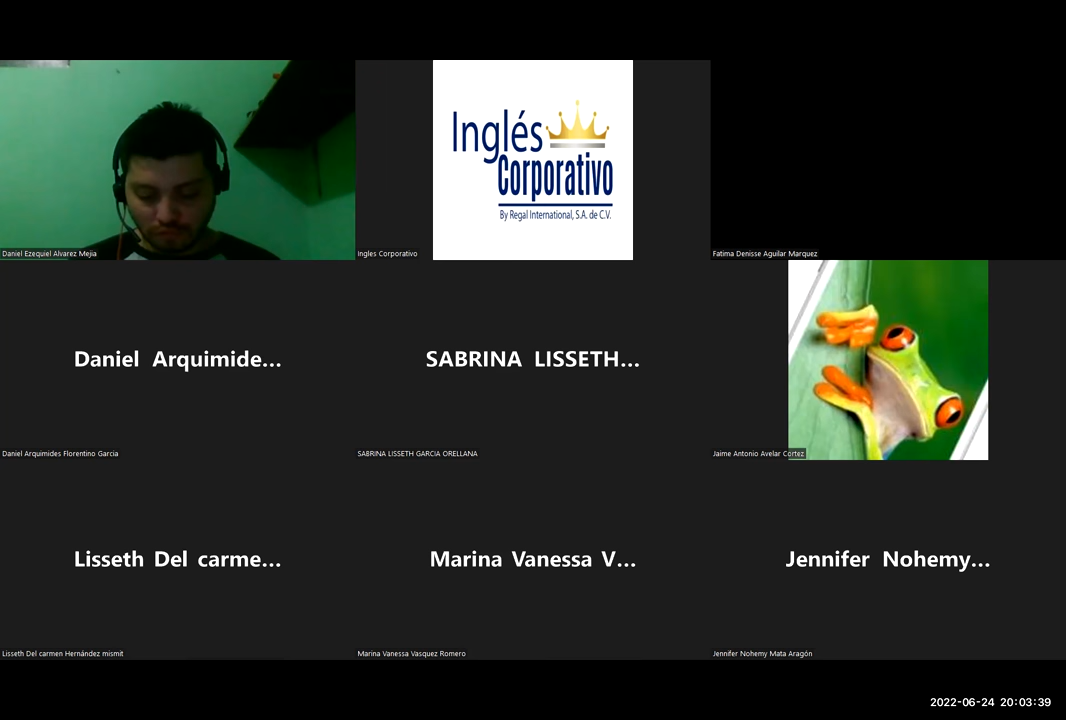 Inglés
Corporativo
By Regal International, S.A. de C.V.
Daniel Ezequiel Alvarez Mejia
Ingles Corporativo
Fatima Denisse Aguilar Marquez
Daniel Arquimide...
SABRINA LISSETH...
Daniel Arquimides Florentino Garcia
SABRINA LISSETH GARCIA ORELLANA
Jaime Antonio Avelar Cortez
Lisseth Del carme...
Marina Vanessa V...
Jennifer Nohemy...
Lisseth Del carmen Hernández mismit
Marina Vanessa Vasquez Romero
Jennifer Nohemy Mata Aragón
2022-06-24 20:03:39